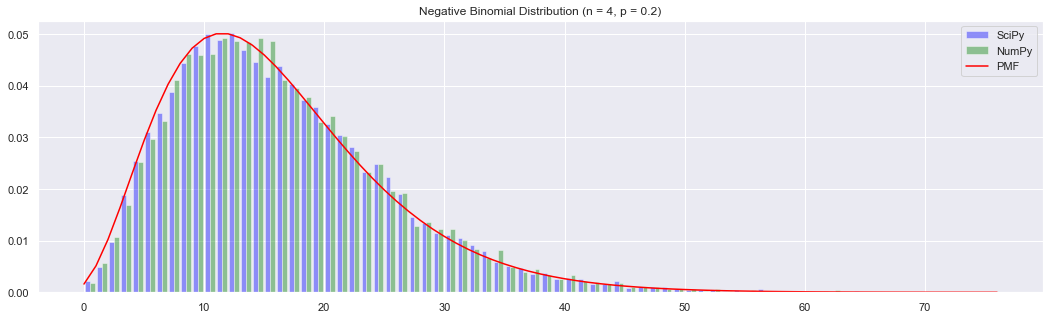 Negative Binomial Distribution (n = 4, p = 0.2)
SciPy
NumPy
PMF
0.05
0.04
0.03
0.02
0.01
0.00
0 10 20 30 40 50 60 70